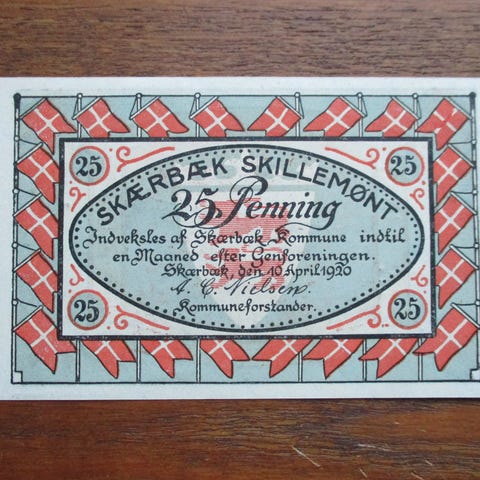 25 25
SKÆRBÆK SKILLEMØNT
25 Penning
Indveksles af Skærbæk Kommune indtil
en Maaned efter Genforeningen.
Skærbæk, den 10 April 1920
A. C. Nielsen.
Kommuneforstander.
25 25